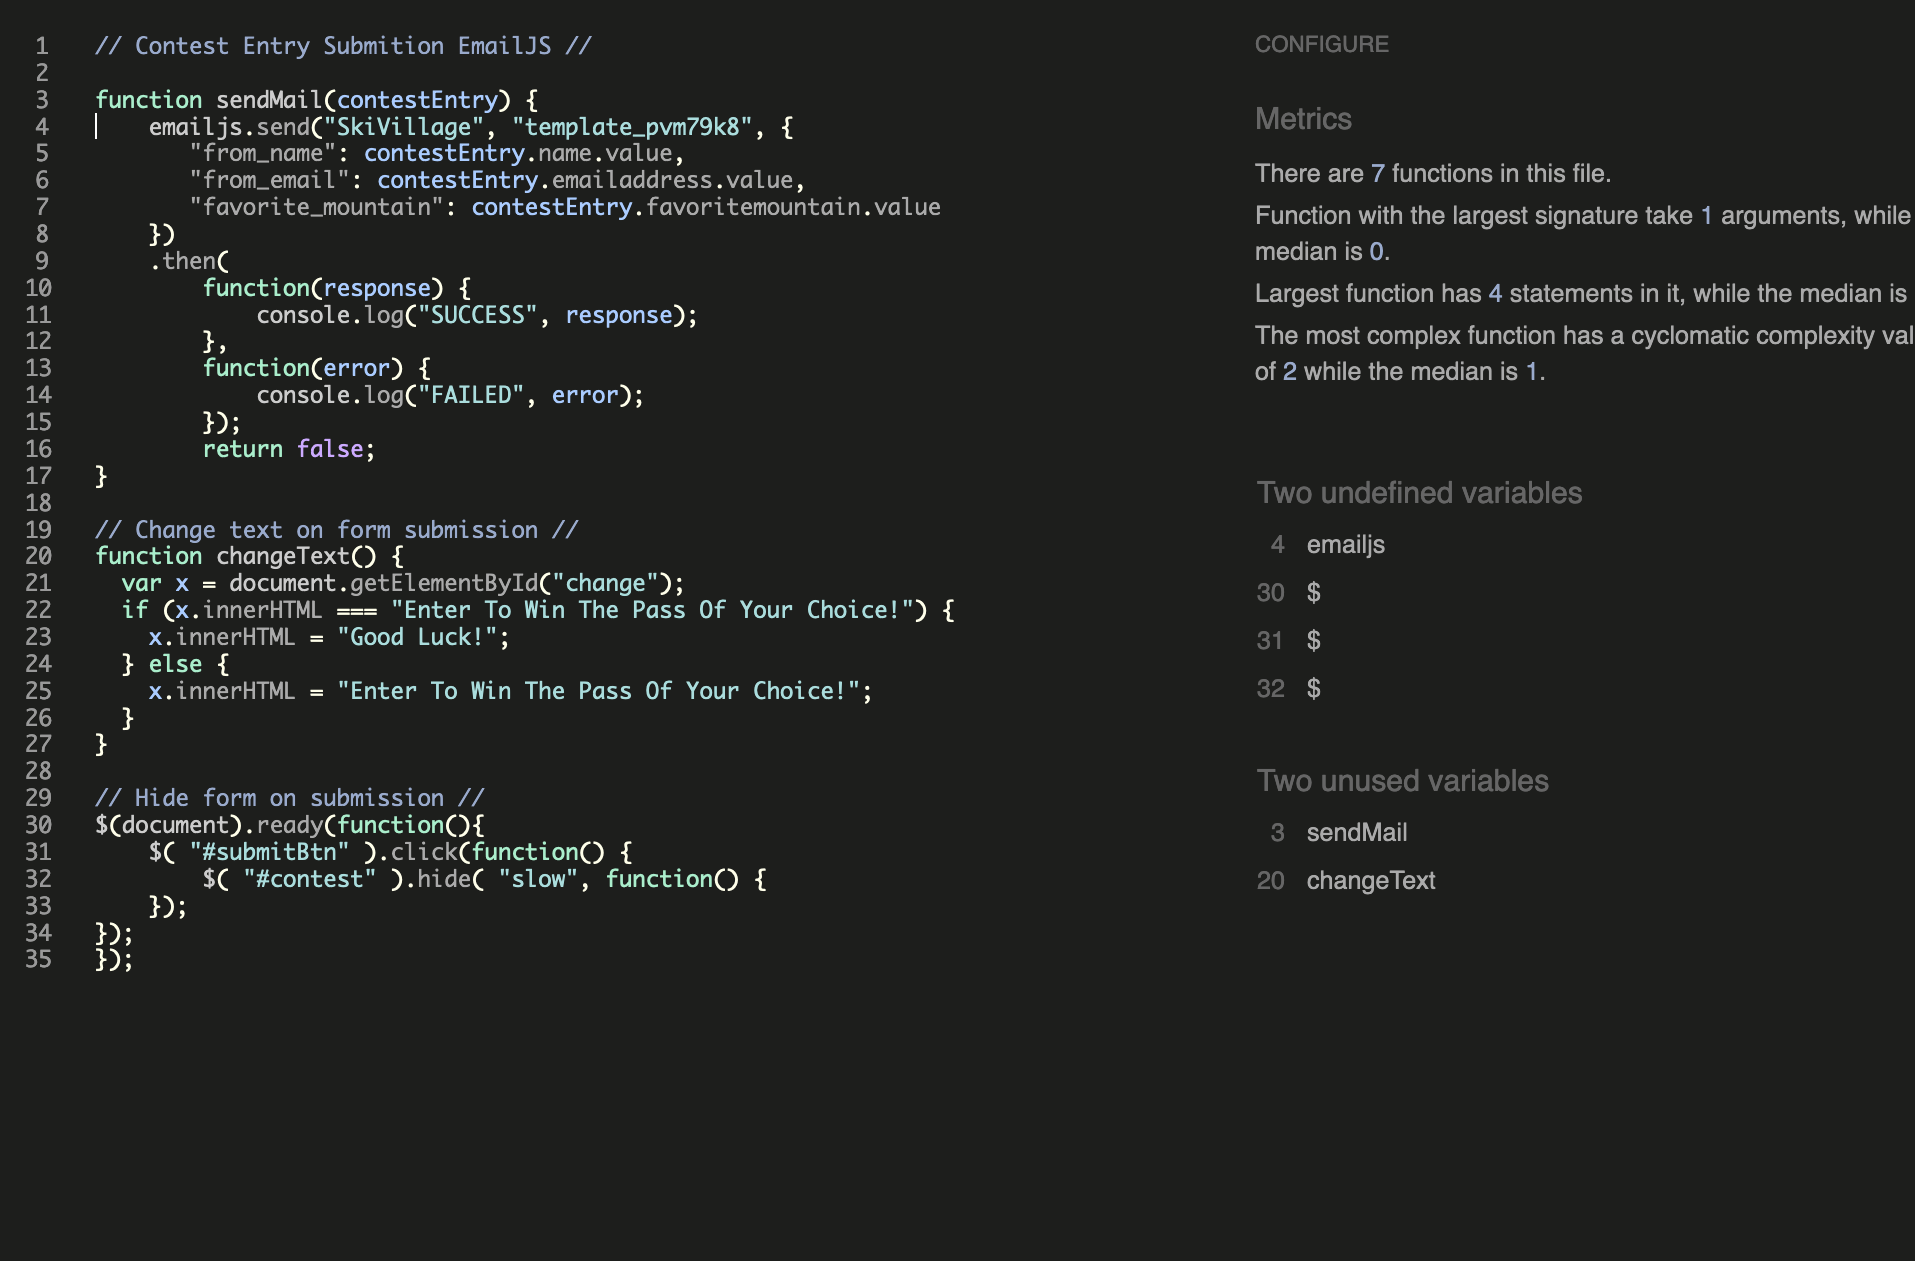 1 // Contest Entry Submition EmailJS //
2
3 function sendMail(contestEntry) {
4     emailjs.send("SkiVillage", "template_pvm79k8", {
5        "from_name": contestEntry.name.value,
6        "from_email": contestEntry.emailaddress.value,
7        "favorite_mountain": contestEntry.favoritemountain.value
8     })
9     .then(
10         function(response) {
11             console.log("SUCCESS", response);
12         },
13         function(error) {
14             console.log("FAILED", error);
15         });
16         return false;
17 }
18
19 // Change text on form submission //
20 function changeText() {
21   var x = document.getElementById("change");
22   if (x.innerHTML === "Enter To Win The Pass Of Your Choice!") {
23     x.innerHTML = "Good Luck!";
24   } else {
25     x.innerHTML = "Enter To Win The Pass Of Your Choice!";
26   }
27 }
28
29 // Hide form on submission //
30 $(document).ready(function(){
31     $( "#submitBtn" ).click(function() {
32         $( "#contest" ).hide( "slow", function() {
33     });
34 });
35 });
CONFIGURE
Metrics
There are 7 functions in this file.
Function with the largest signature take 1 arguments, while
median is 0.
Largest function has 4 statements in it, while the median is
The most complex function has a cyclomatic complexity val
of 2 while the median is 1.
Two undefined variables
4 emailjs
30 $
31 $
32 $
Two unused variables
3 sendMail
20 changeText